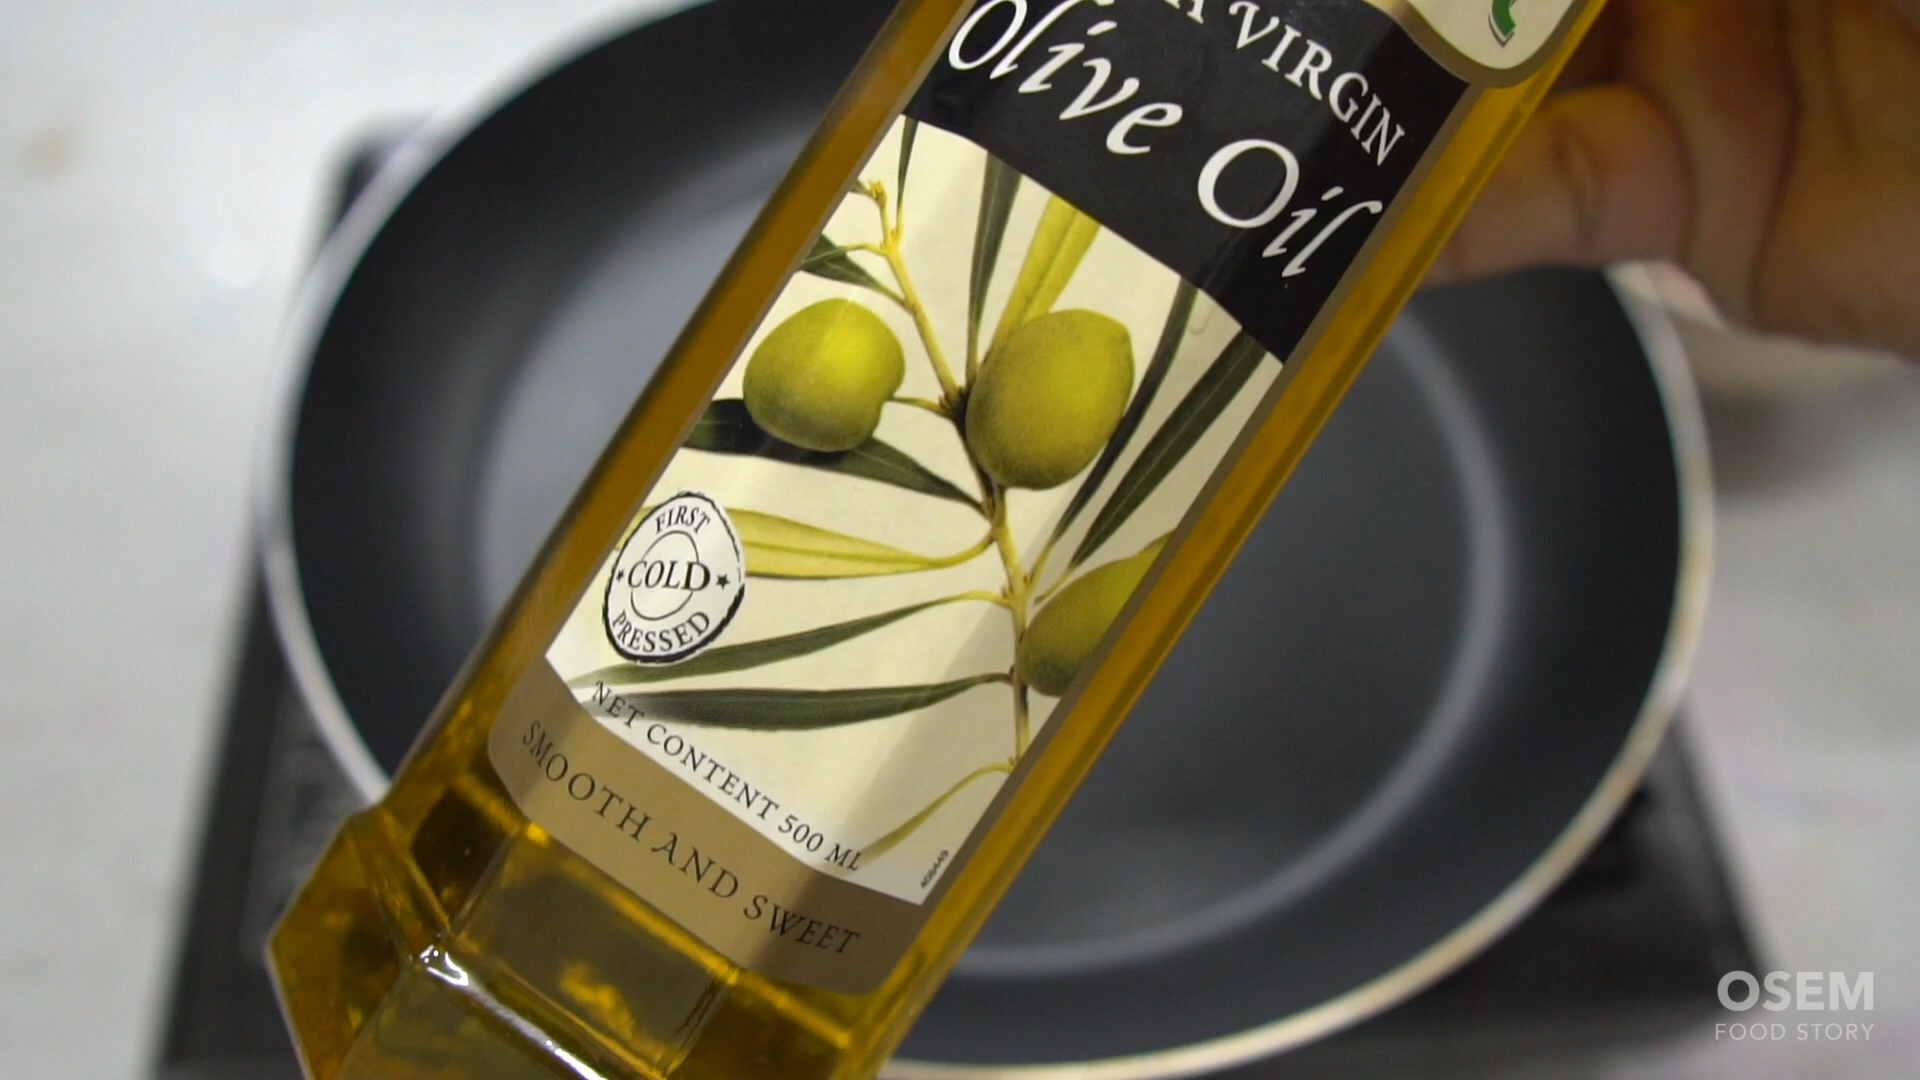 A VIRGIN
Olive Oil
FIRST
COLD
PRESSED
NET CONTENT 500 ML
SMOOTH AND SWEET
OSEM
FOOD STORY